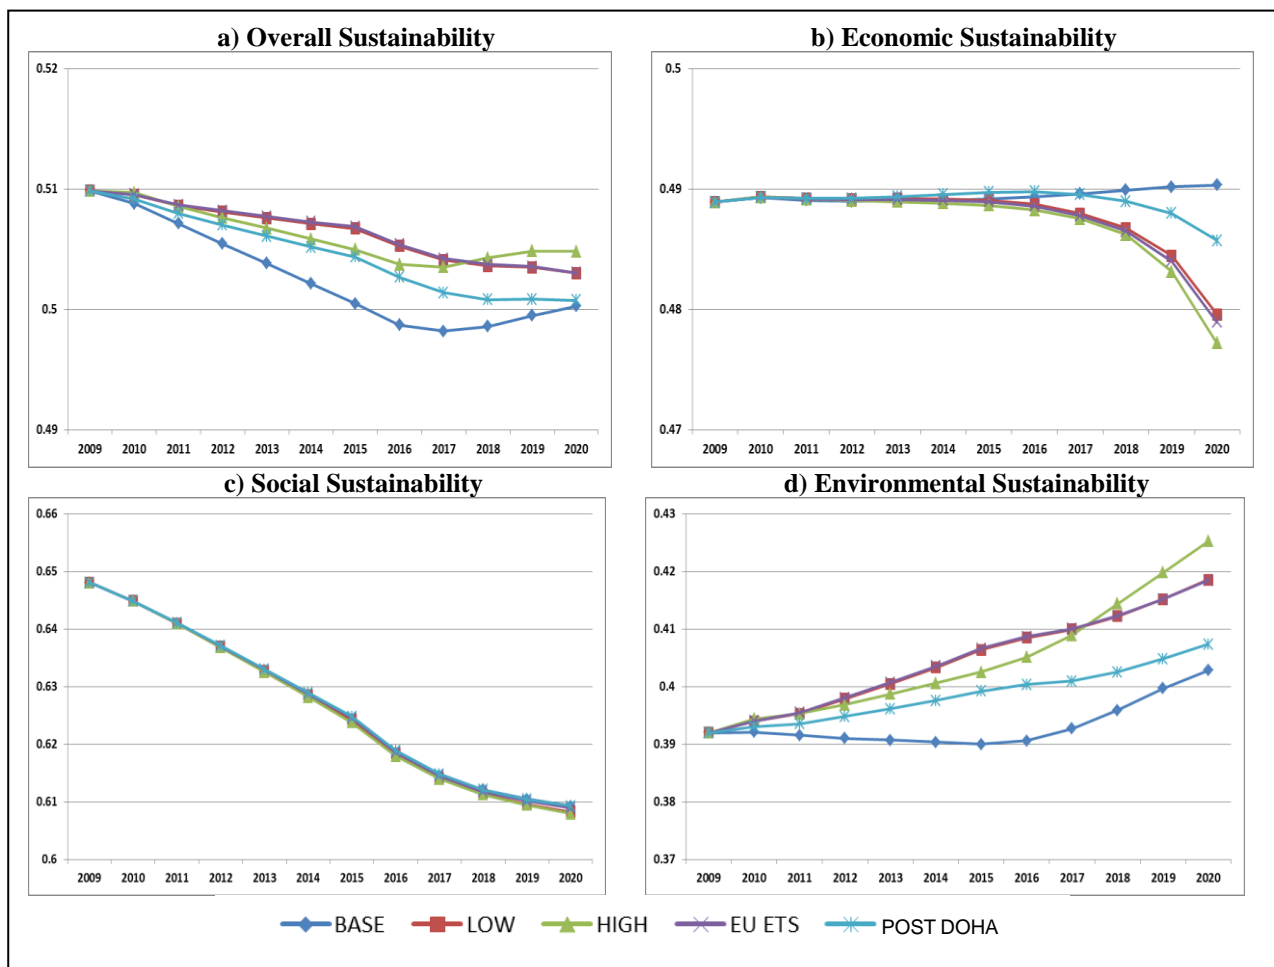 a) Overall Sustainability
0.52
0.51
0.5
0.49
2009 2010 2011 2012 2013 2014 2015 2016 2017 2018 2019 2020
b) Economic Sustainability
0.5
0.49
0.48
0.47
2009 2010 2011 2012 2013 2014 2015 2016 2017 2018 2019 2020
c) Social Sustainability
0.66
0.65
0.64
0.63
0.62
0.61
0.6
2009 2010 2011 2012 2013 2014 2015 2016 2017 2018 2019 2020
d) Environmental Sustainability
0.43
0.42
0.41
0.4
0.39
0.38
0.37
2009 2010 2011 2012 2013 2014 2015 2016 2017 2018 2019 2020
BASE LOW HIGH EU ETS POST DOHA